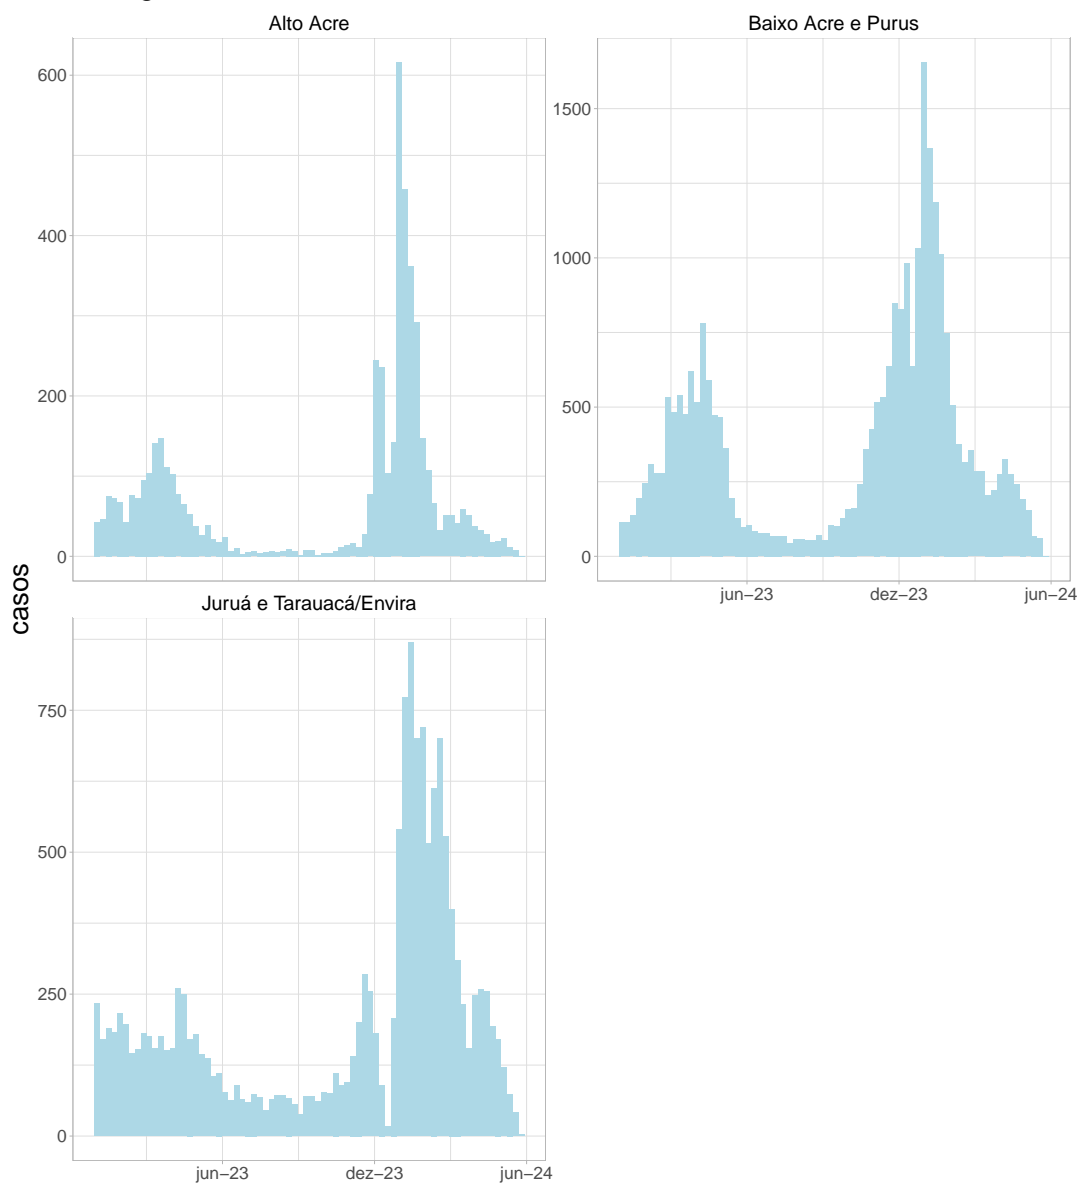 Alto Acre
Baixo Acre e Purus
600
400
200
0
1500
1000
500
0
jun–23
dez–23
jun–24
casos
Juruá e Tarauacá/Envira
750
500
250
0
jun–23
dez–23
jun–24